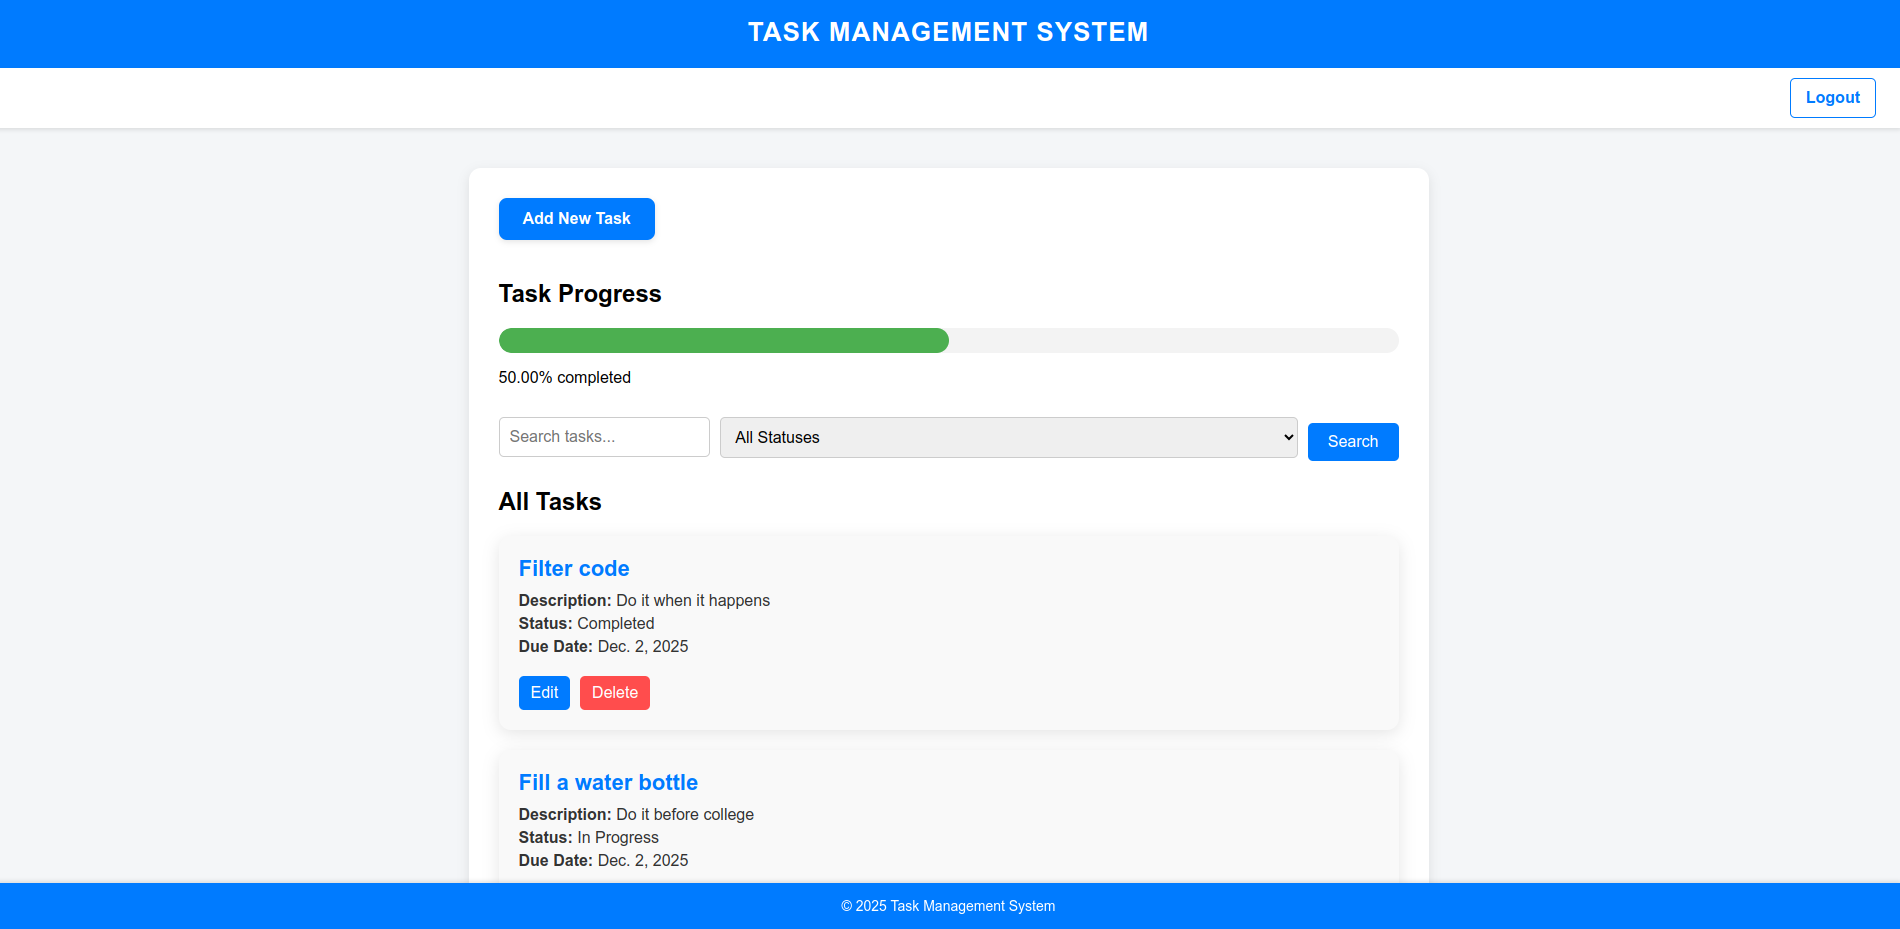 TASK MANAGEMENT SYSTEM
Logout
Add New Task
Task Progress
50.00% completed
Search tasks...
All Statuses
Search
All Tasks
Filter code
Description: Do it when it happens
Status: Completed
Due Date: Dec. 2, 2025
Edit Delete
Fill a water bottle
Description: Do it before college
Status: In Progress
Due Date: Dec. 2, 2025
© 2025 Task Management System